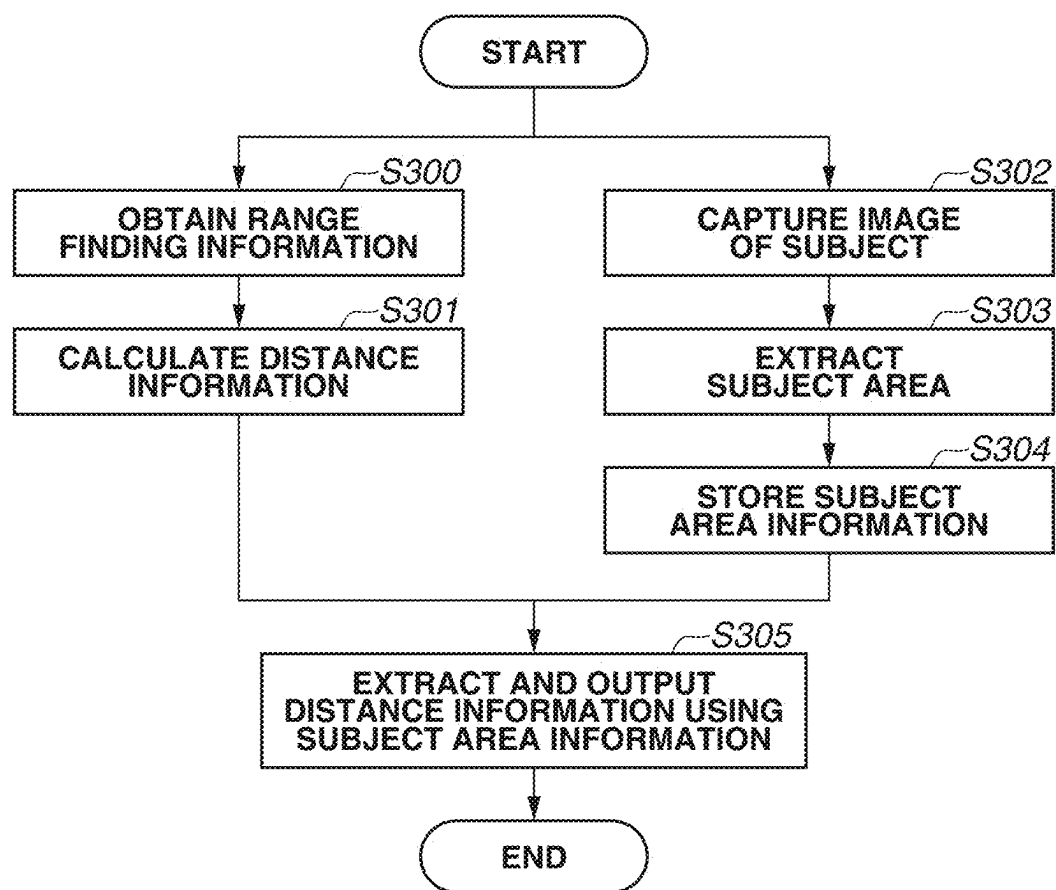 START
S300
OBTAIN RANGE
FINDING INFORMATION
S301
CALCULATE DISTANCE
INFORMATION
S302
CAPTURE IMAGE
OF SUBJECT
S303
EXTRACT
SUBJECT AREA
S304
STORE SUBJECT
AREA INFORMATION
S305
EXTRACT AND OUTPUT
DISTANCE INFORMATION USING
SUBJECT AREA INFORMATION
END